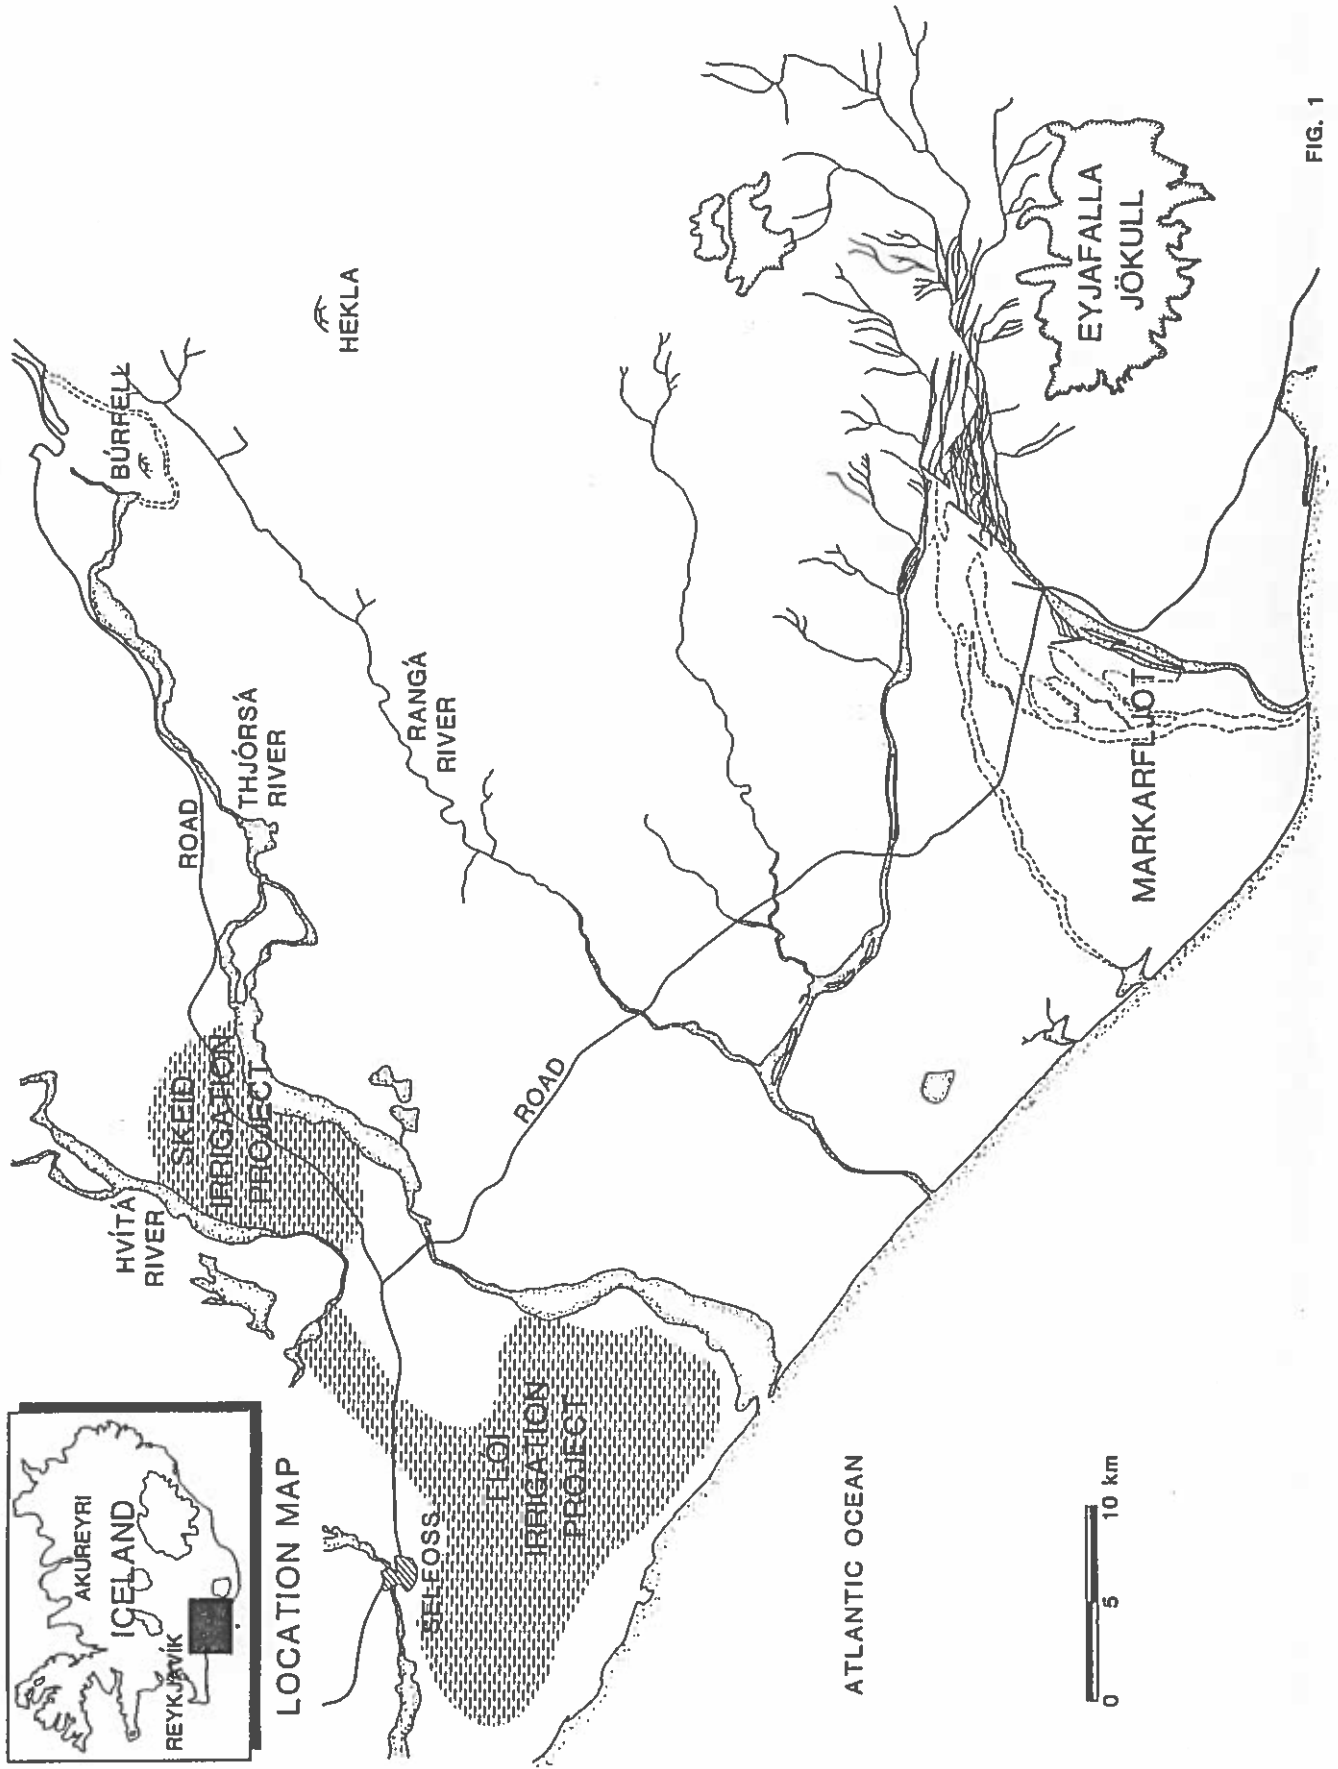 AKUREYRI
ICELAND
REYKJAVÍK
LOCATION MAP
HVÍTÁ
RIVER
SKEID
IRRIGATION
PROJECT
ROAD
THJÓRSÁ
RIVER
BÚRFELL
HEKLA
RANGÁ
RIVER
ROAD
SELFOSS
FLÓI
IRRIGATION
PROJECT
EYJAFALLA
JÖKULL
MARKARFLJÓT
ATLANTIC OCEAN
0 5 10 km
FIG. 1